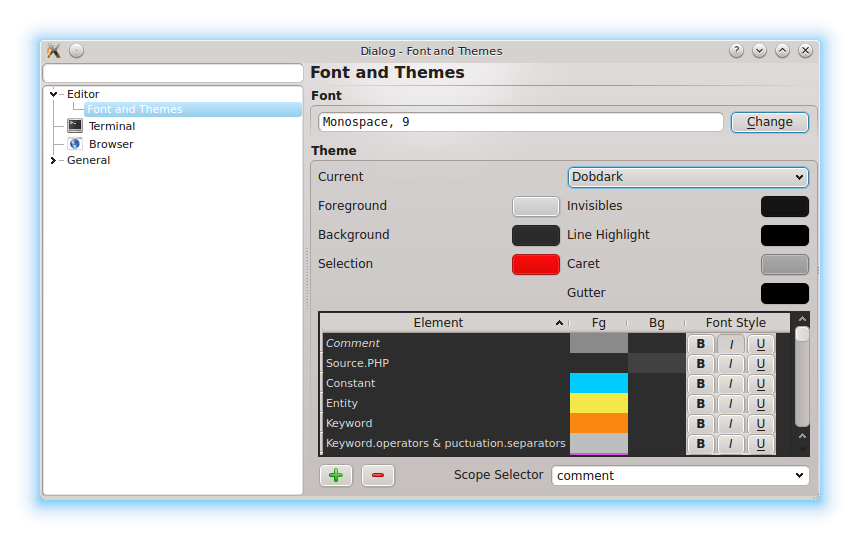 Dialog - Font and Themes
Editor
Font and Themes
Terminal
Browser
General
Font and Themes
Font
Monospace, 9
Change
Theme
Current
Dobdark
Foreground
Invisibles
Background
Line Highlight
Selection
Caret
Gutter
Element Fg Bg Font Style
Comment B I U
Source.PHP B I U
Constant B I U
Entity B I U
Keyword B I U
Keyword.operators & puctuation.separators B I U
Scope Selector comment